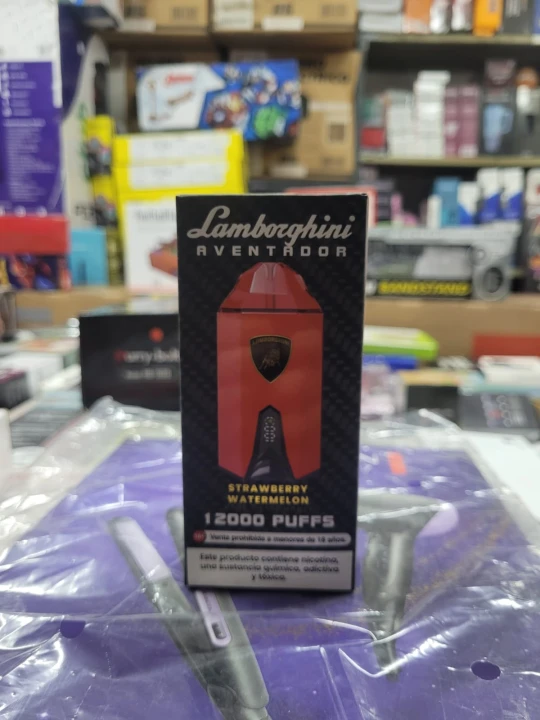 Lamborghini
AVENTADOR
STRAWBERRY
WATERMELON
12000 PUFFS
Venta prohibida a menores de 18 años
Este producto contiene nicotina,
una sustancia química, adictiva
y tóxica.